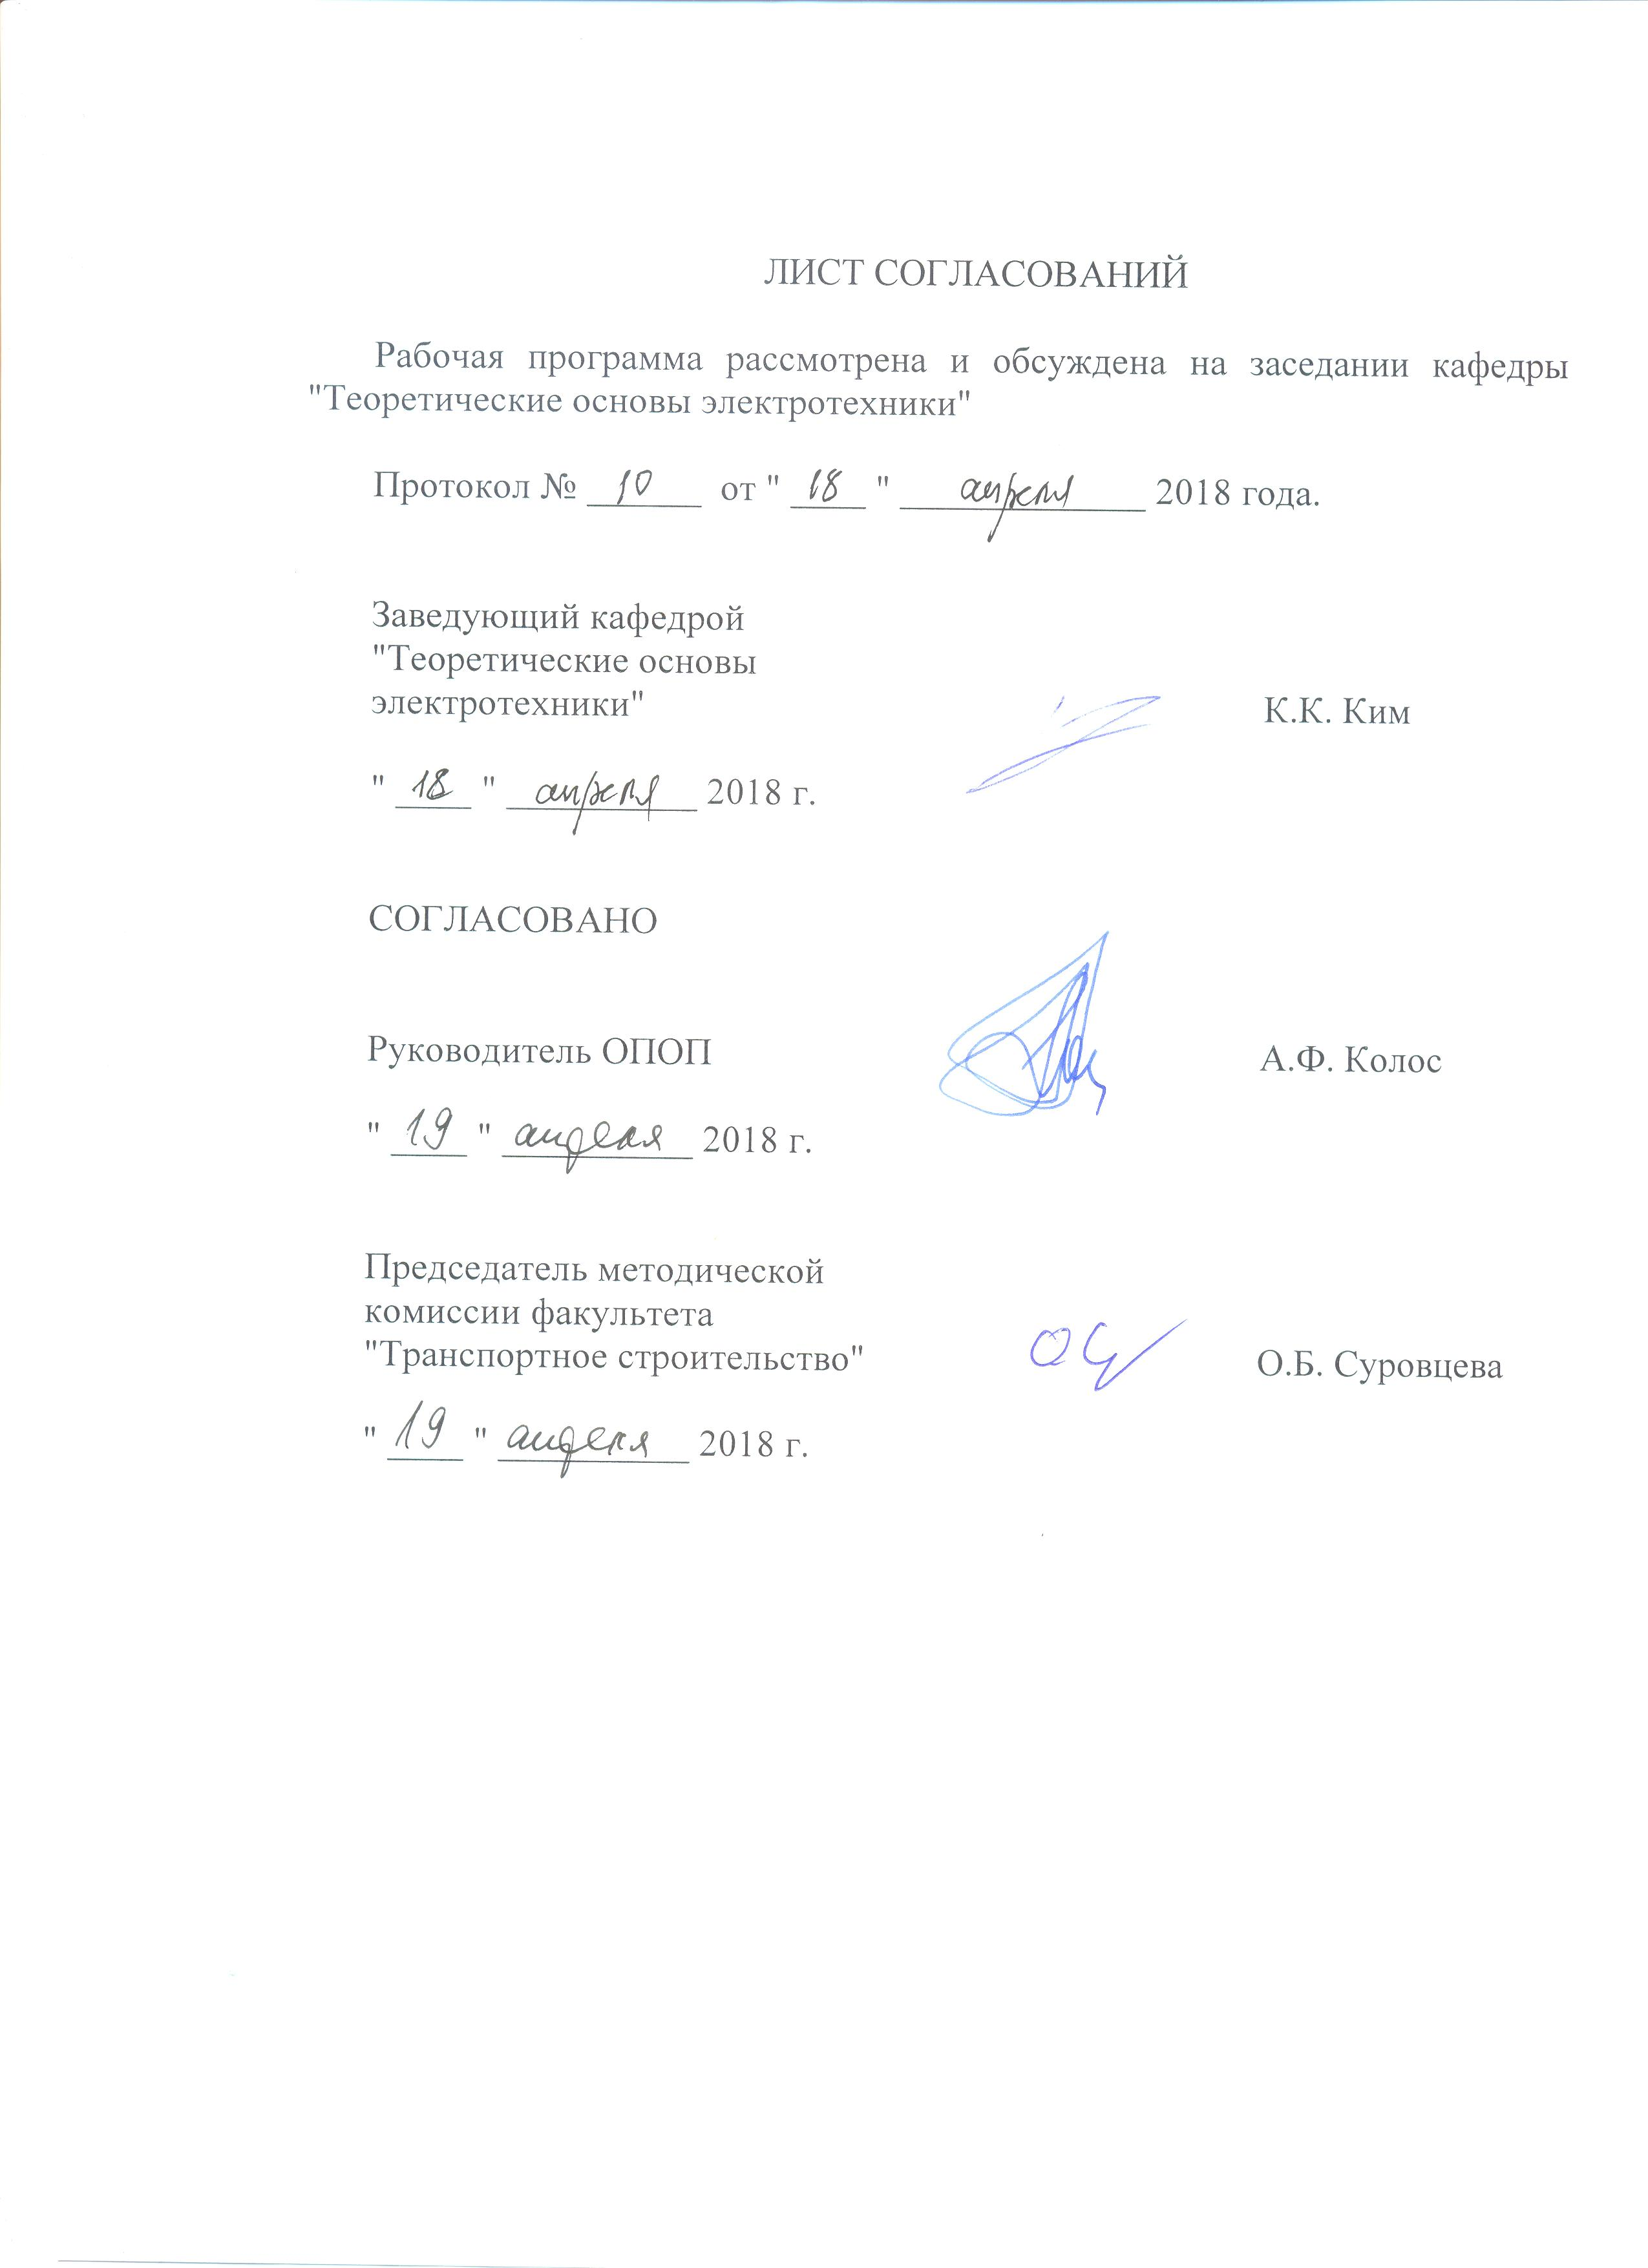 ЛИСТ СОГЛАСОВАНИЙ
Рабочая программа рассмотрена и обсуждена на заседании кафедры
"Теоретические основы электротехники"
Протокол № 10 от " 18 " апреля 2018 года.
Заведующий кафедрой
"Теоретические основы
электротехники" К.К. Ким
" 18 " апреля 2018 г.
СОГЛАСОВАНО
Руководитель ОПОП А.Ф. Колос
" 19 " апреля 2018 г.
Председатель методической
комиссии факультета
"Транспортное строительство" О.Б. Суровцева
" 19 " апреля 2018 г.